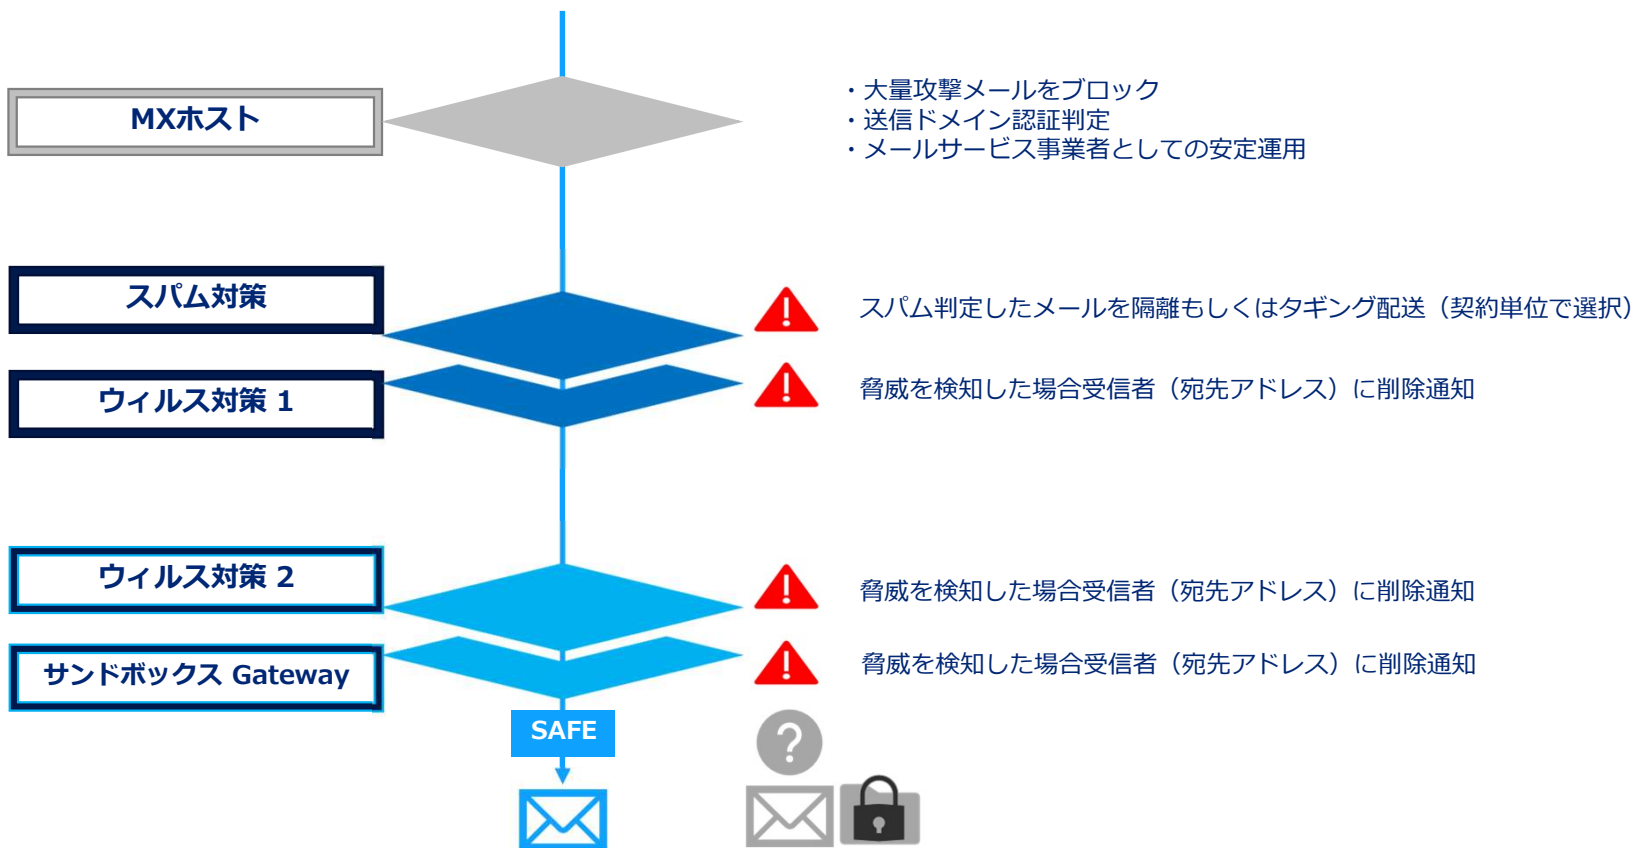 MXホスト
・大量攻撃メールをブロック
・送信ドメイン認証判定
・メールサービス事業者としての安定運用
スパム対策
スパム判定したメールを隔離もしくはタギング配送（契約単位で選択）
ウィルス対策 1
脅威を検知した場合受信者（宛先アドレス）に削除通知
ウィルス対策 2
脅威を検知した場合受信者（宛先アドレス）に削除通知
サンドボックス Gateway
脅威を検知した場合受信者（宛先アドレス）に削除通知
SAFE